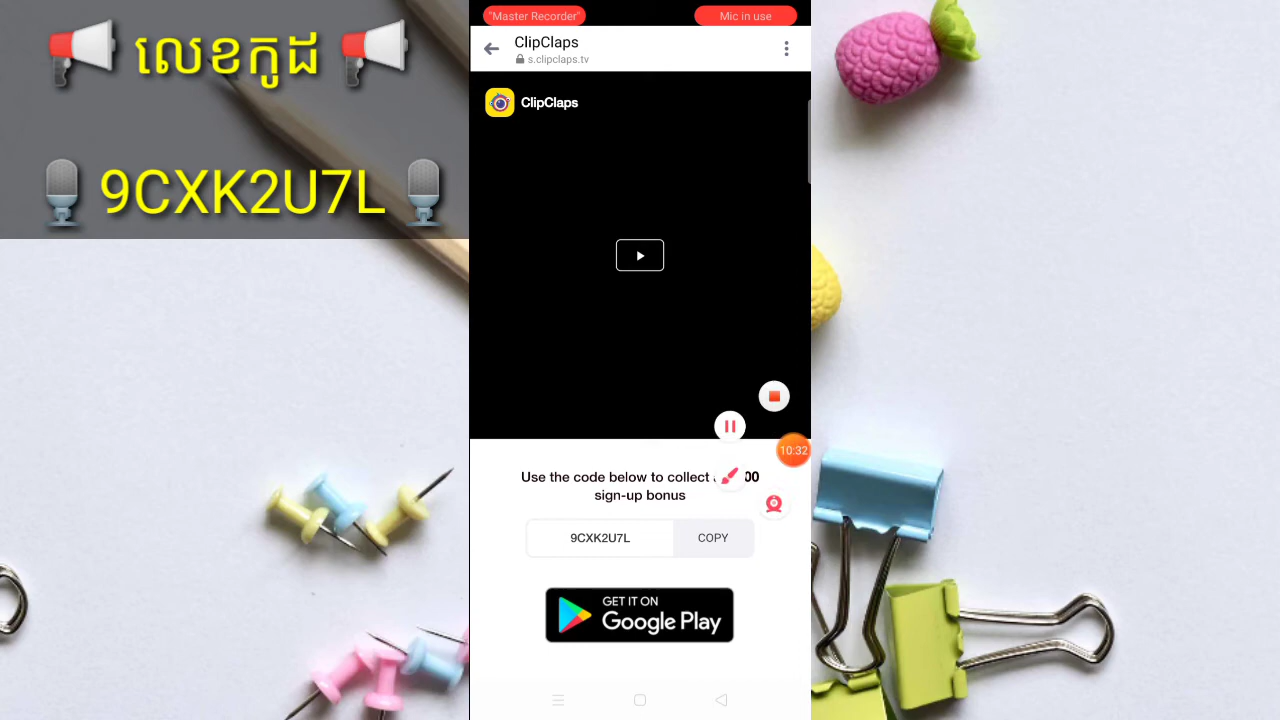 លេខកូដ
9CXK2U7L
"Master Recorder"
Mic in use
ClipClaps
s.clipclaps.tv
ClipClaps
10:32
Use the code below to collect 00
sign-up bonus
9CXK2U7L
COPY
GET IT ON
Google Play